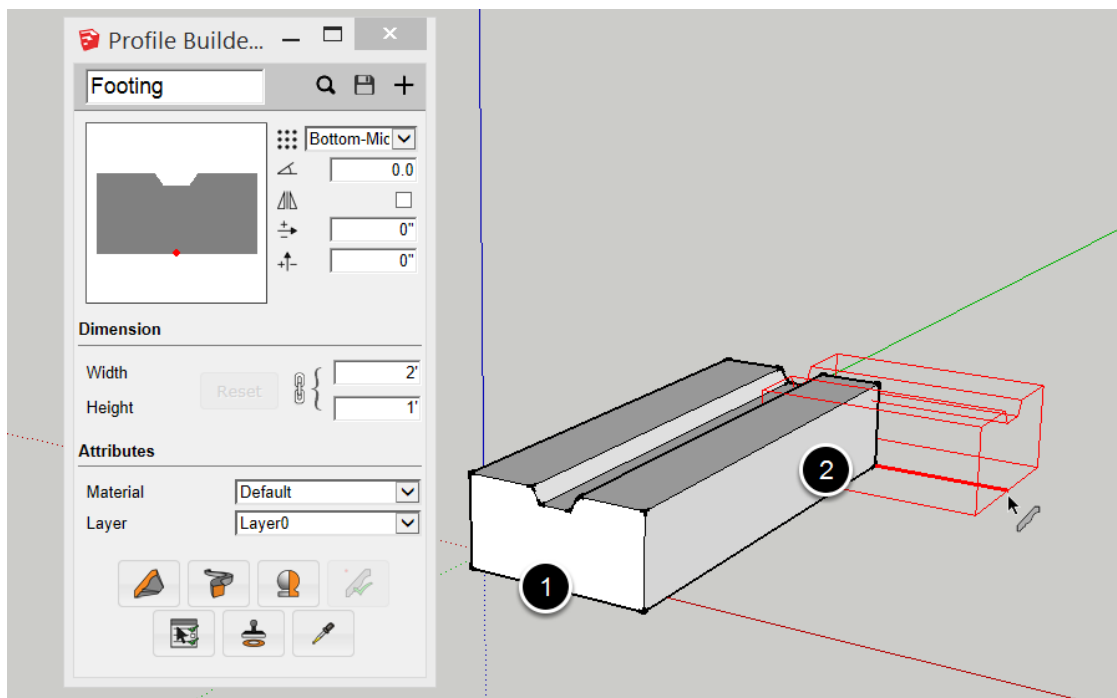 Profile Builde...
Footing
Bottom-Mic
0.0
0"
0"
Dimension
Width 2'
Reset
Height 1'
Attributes
Material Default
Layer Layer0
1
2